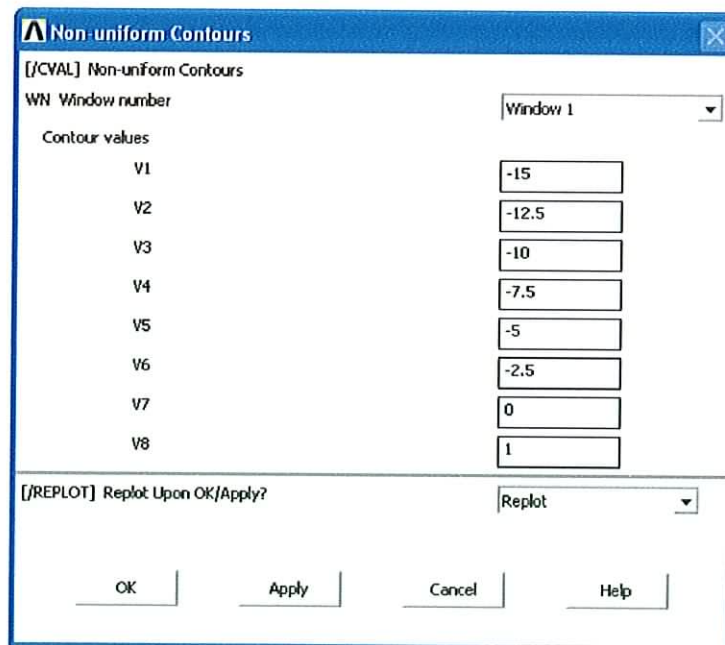 Non-uniform Contours
[/CVAL] Non-uniform Contours
WN Window number Window 1
Contour values
V1 -15
V2 -12.5
V3 -10
V4 -7.5
V5 -5
V6 -2.5
V7 0
V8 1
[/REPLOT] Replot Upon OK/Apply? Replot
OK Apply Cancel Help